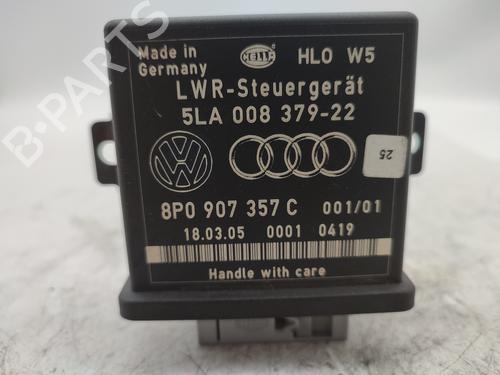 Made in
Germany
HELLA
HLO W5
LWR-Steuergerät
5LA 008 379-22
25
8P0 907 357 C 001/01
18.03.05 0001 0419
Handle with care
B-PARTS